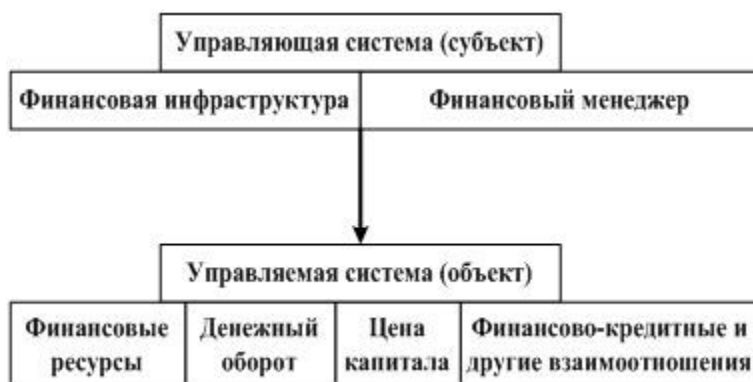 Управляющая система (субъект)
Финансовая инфраструктура
Финансовый менеджер
Управляемая система (объект)
Финансовые
ресурсы
Денежный
оборот
Цена
капитала
Финансово-кредитные и
другие взаимоотношения